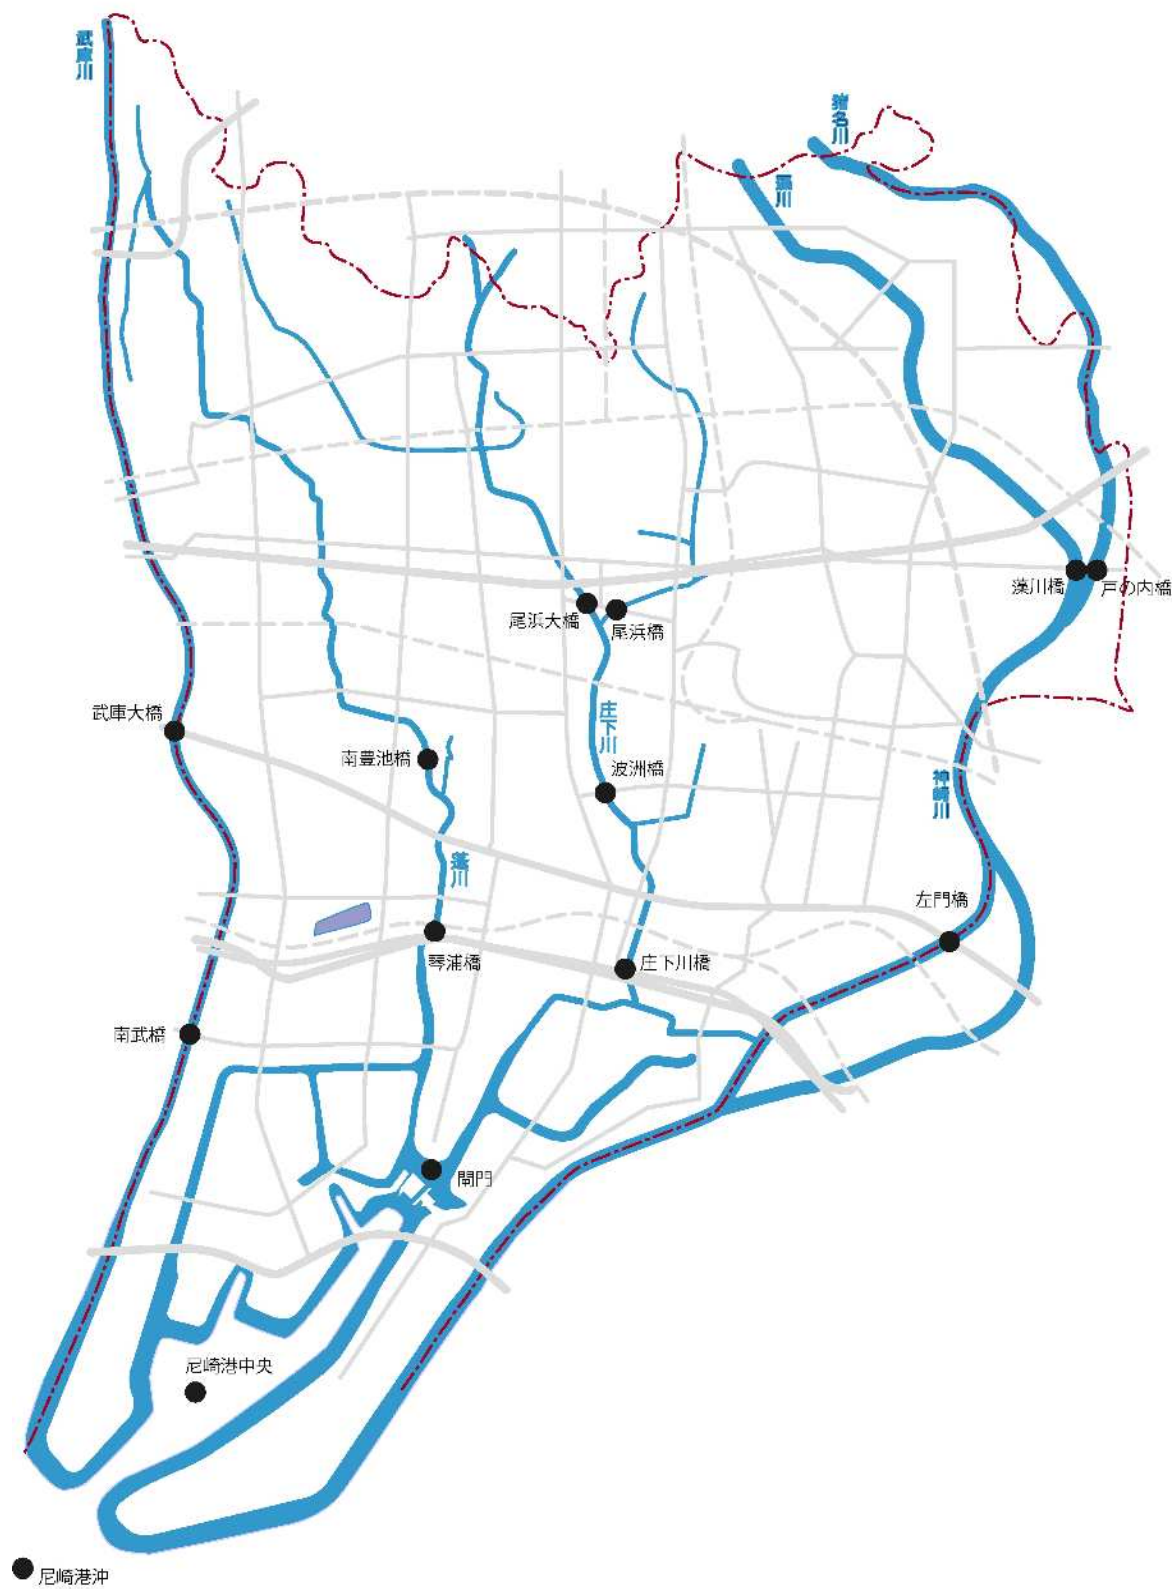 武庫川
猪名川
藻川
藻川橋
戸の内橋
尾浜大橋
尾浜橋
武庫大橋
庄下川
南豊池橋
波洲橋
神崎川
蓬川
左門橋
琴浦橋
庄下川橋
南武橋
閘門
尼崎港中央
尼崎港沖